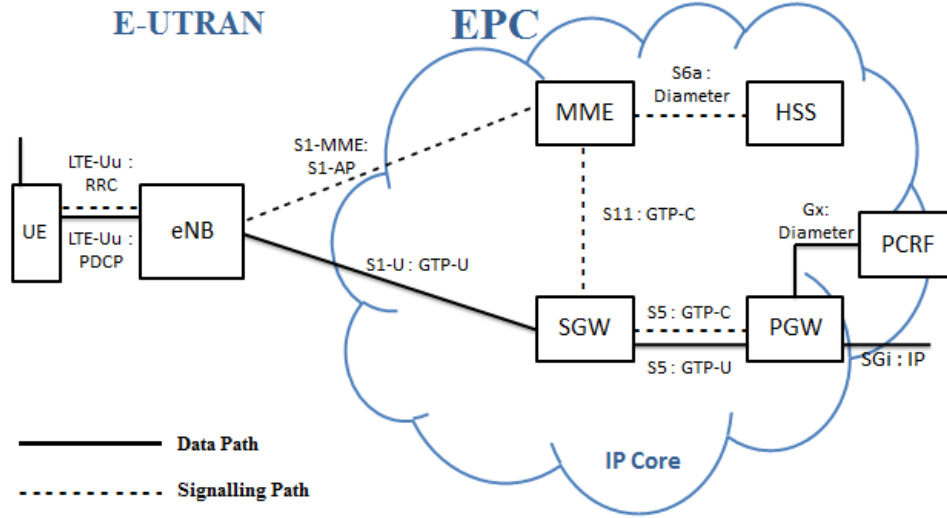 E-UTRAN
EPC
S6a :
Diameter
MME
HSS
S1-MME:
S1-AP
LTE-Uu :
RRC
UE
eNB
LTE-Uu :
PDCP
S11 : GTP-C
Gx:
Diameter
PCRF
S1-U : GTP-U
SGW
S5 : GTP-C
S5 : GTP-U
PGW
SGi : IP
Data Path
Signalling Path
IP Core